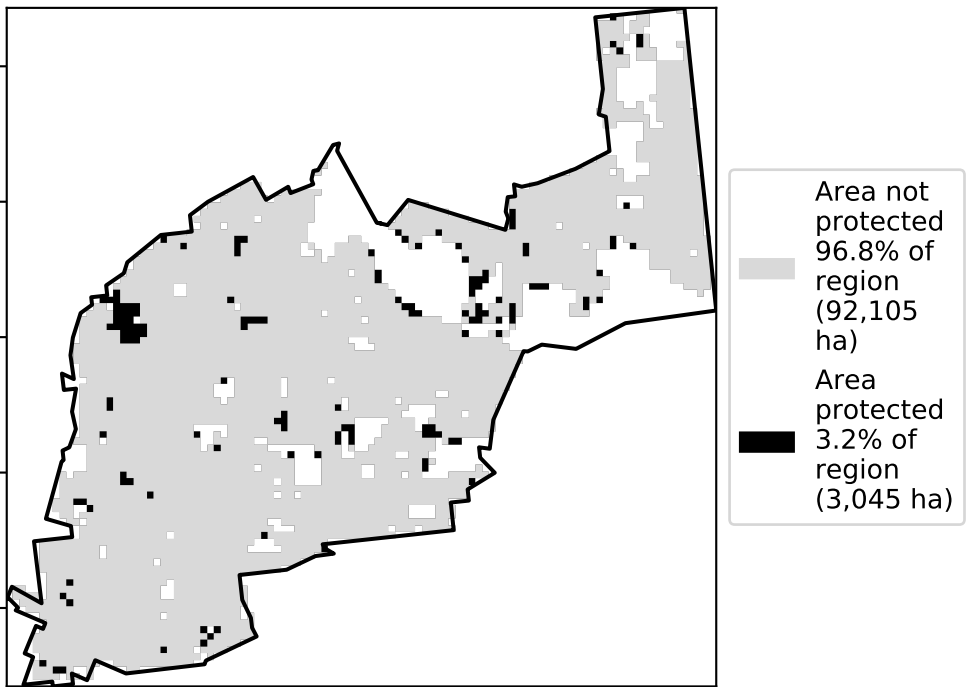 Area not
protected
96.8% of
region
(92,105
ha)
Area
protected
3.2% of
region
(3,045 ha)